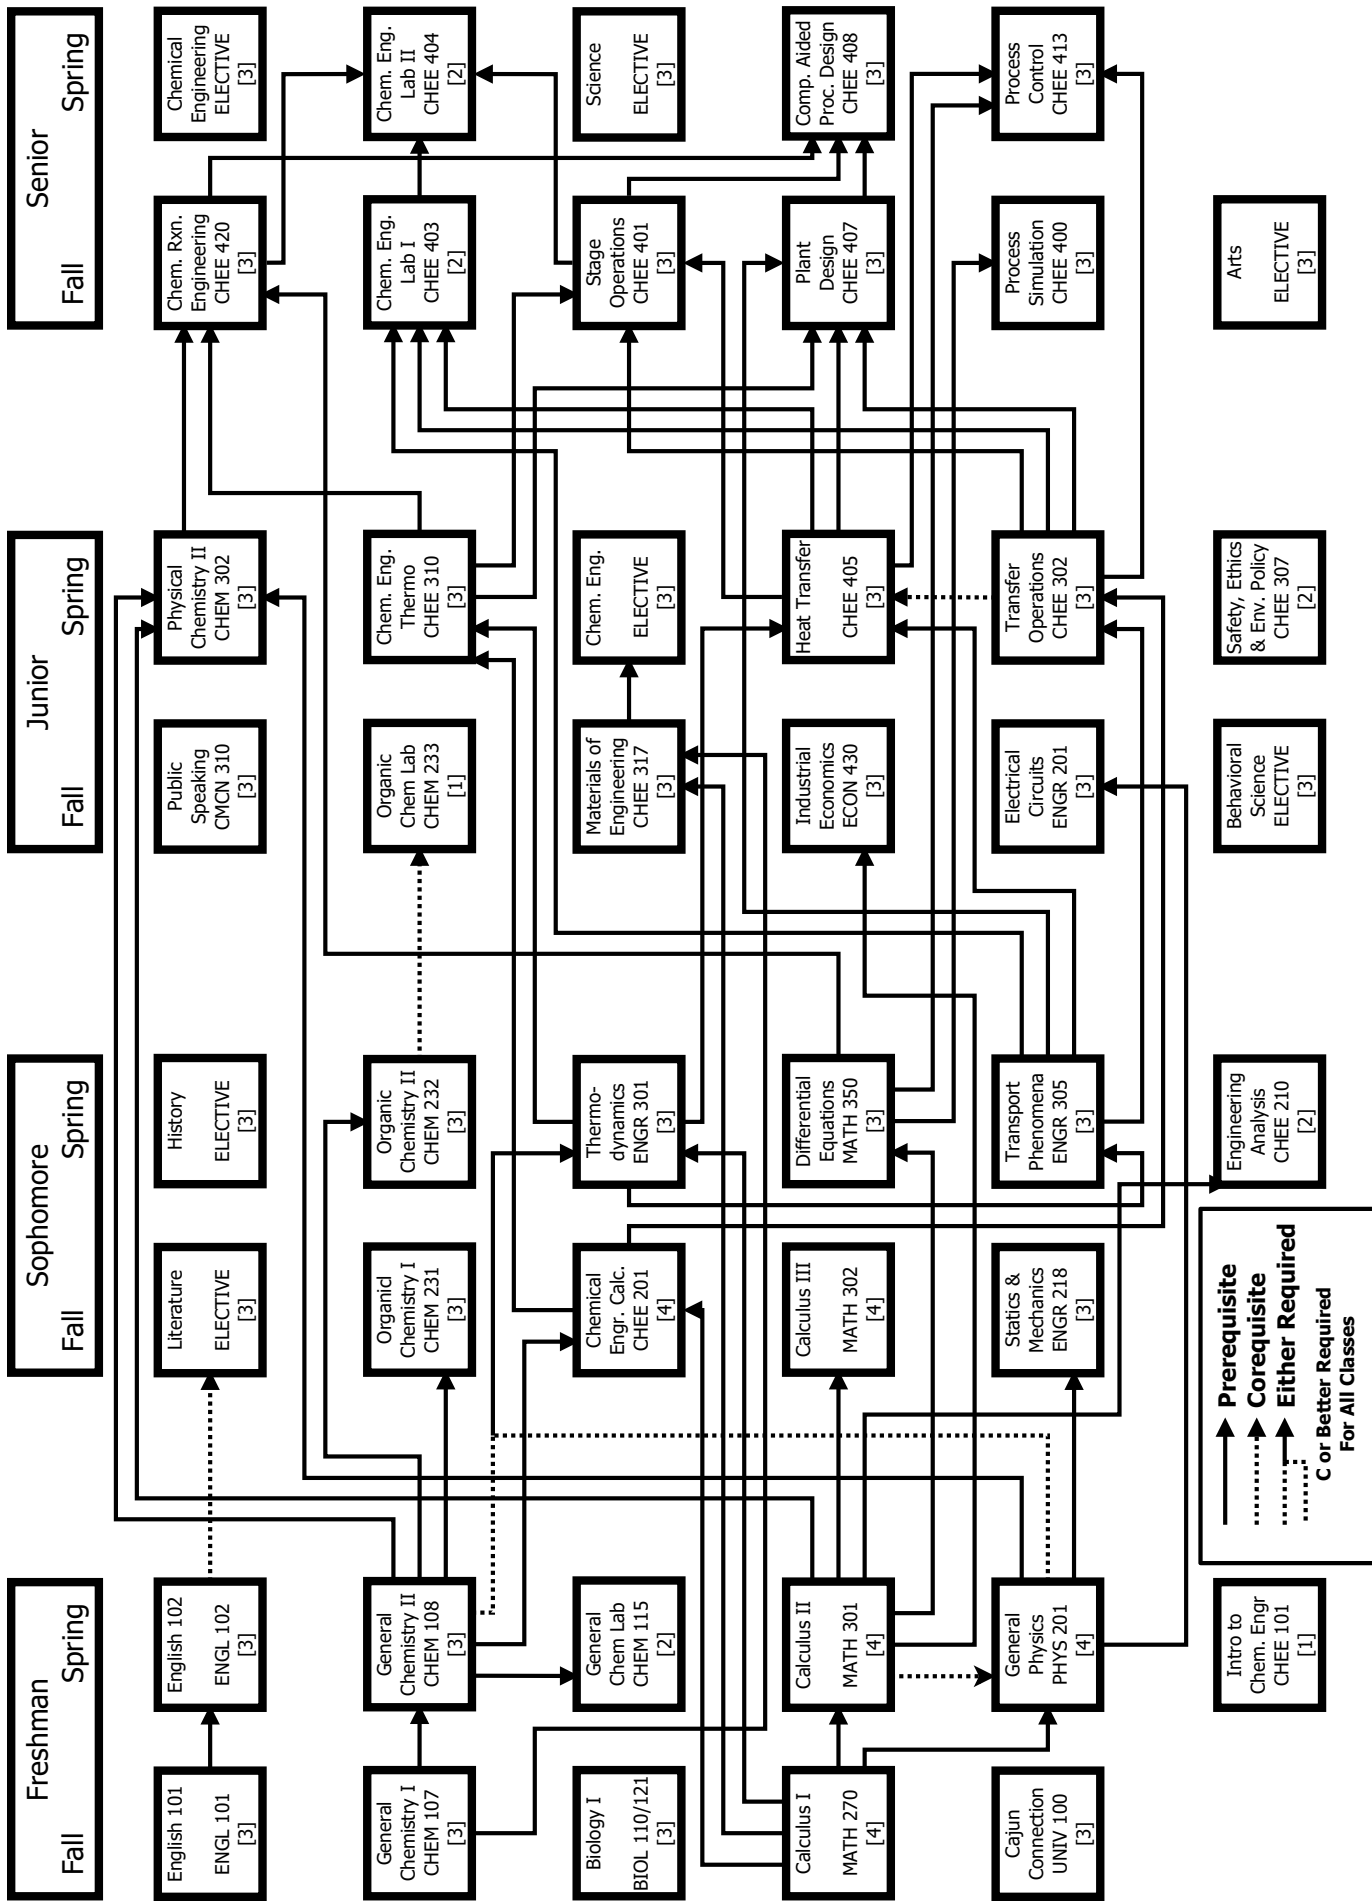 Freshman
Fall Spring
Sophomore
Fall Spring
Junior
Fall Spring
Senior
Fall Spring
English 101
ENGL 101
[3]
English 102
ENGL 102
[3]
Literature
ELECTIVE
[3]
History
ELECTIVE
[3]
Public
Speaking
CMCN 310
[3]
Physical
Chemistry II
CHEM 302
[3]
Chem. Rxn.
Engineering
CHEE 420
[3]
Chemical
Engineering
ELECTIVE
[3]
General
Chemistry I
CHEM 107
[3]
General
Chemistry II
CHEM 108
[3]
Organicl
Chemistry I
CHEM 231
[3]
Organic
Chemistry II
CHEM 232
[3]
Organic
Chem Lab
CHEM 233
[1]
Chem. Eng.
Thermo
CHEE 310
[3]
Chem. Eng.
Lab I
CHEE 403
[2]
Chem. Eng.
Lab II
CHEE 404
[2]
Biology I
BIOL 110/121
[3]
General
Chem Lab
CHEM 115
[2]
Chemical
Engr. Calc.
CHEE 201
[4]
Thermo-
dynamics
ENGR 301
[3]
Materials of
Engineering
CHEE 317
[3]
Chem. Eng.
ELECTIVE
[3]
Stage
Operations
CHEE 401
[3]
Science
ELECTIVE
[3]
Calculus I
MATH 270
[4]
Calculus II
MATH 301
[4]
Calculus III
MATH 302
[4]
Differential
Equations
MATH 350
[3]
Industrial
Economics
ECON 430
[3]
Heat Transfer
CHEE 405
[3]
Plant
Design
CHEE 407
[3]
Comp. Aided
Proc. Design
CHEE 408
[3]
Cajun
Connection
UNIV 100
[3]
General
Physics
PHYS 201
[4]
Statics &
Mechanics
ENGR 218
[3]
Transport
Phenomena
ENGR 305
[3]
Electrical
Circuits
ENGR 201
[3]
Transfer
Operations
CHEE 302
[3]
Process
Simulation
CHEE 400
[3]
Process
Control
CHEE 413
[3]
Intro to
Chem. Engr
CHEE 101
[1]
Engineering
Analysis
CHEE 210
[2]
Behavioral
Science
ELECTIVE
[3]
Safety, Ethics
& Env. Policy
CHEE 307
[2]
Arts
ELECTIVE
[3]
Prerequisite
Corequisite
Either Required
C or Better Required
For All Classes